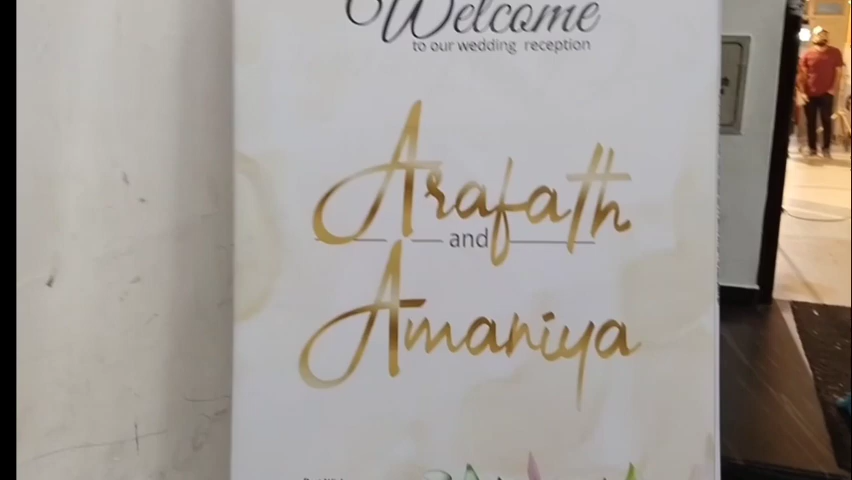 Welcome
to our wedding reception
Arafath
and
Amaniya